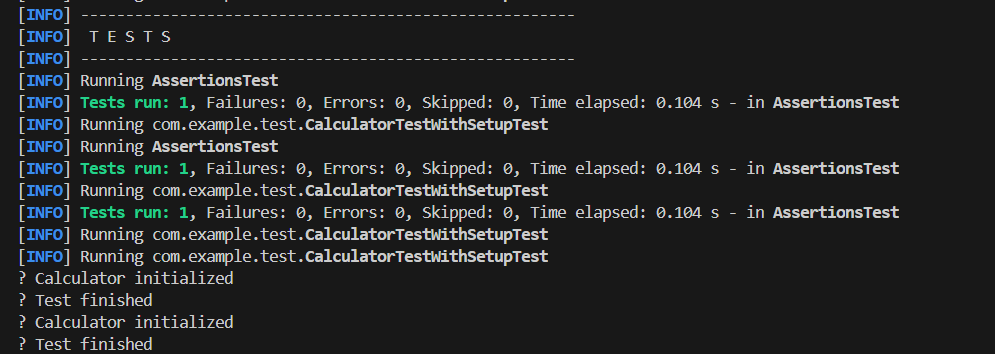 [INFO] -------------------------------------------------------
[INFO]  T E S T S
[INFO] -------------------------------------------------------
[INFO] Running AssertionsTest
[INFO] Tests run: 1, Failures: 0, Errors: 0, Skipped: 0, Time elapsed: 0.104 s - in AssertionsTest
[INFO] Running com.example.test.CalculatorTestWithSetupTest
[INFO] Running AssertionsTest
[INFO] Tests run: 1, Failures: 0, Errors: 0, Skipped: 0, Time elapsed: 0.104 s - in AssertionsTest
[INFO] Running com.example.test.CalculatorTestWithSetupTest
[INFO] Tests run: 1, Failures: 0, Errors: 0, Skipped: 0, Time elapsed: 0.104 s - in AssertionsTest
[INFO] Running com.example.test.CalculatorTestWithSetupTest
[INFO] Running com.example.test.CalculatorTestWithSetupTest
? Calculator initialized
? Test finished
? Calculator initialized
? Test finished